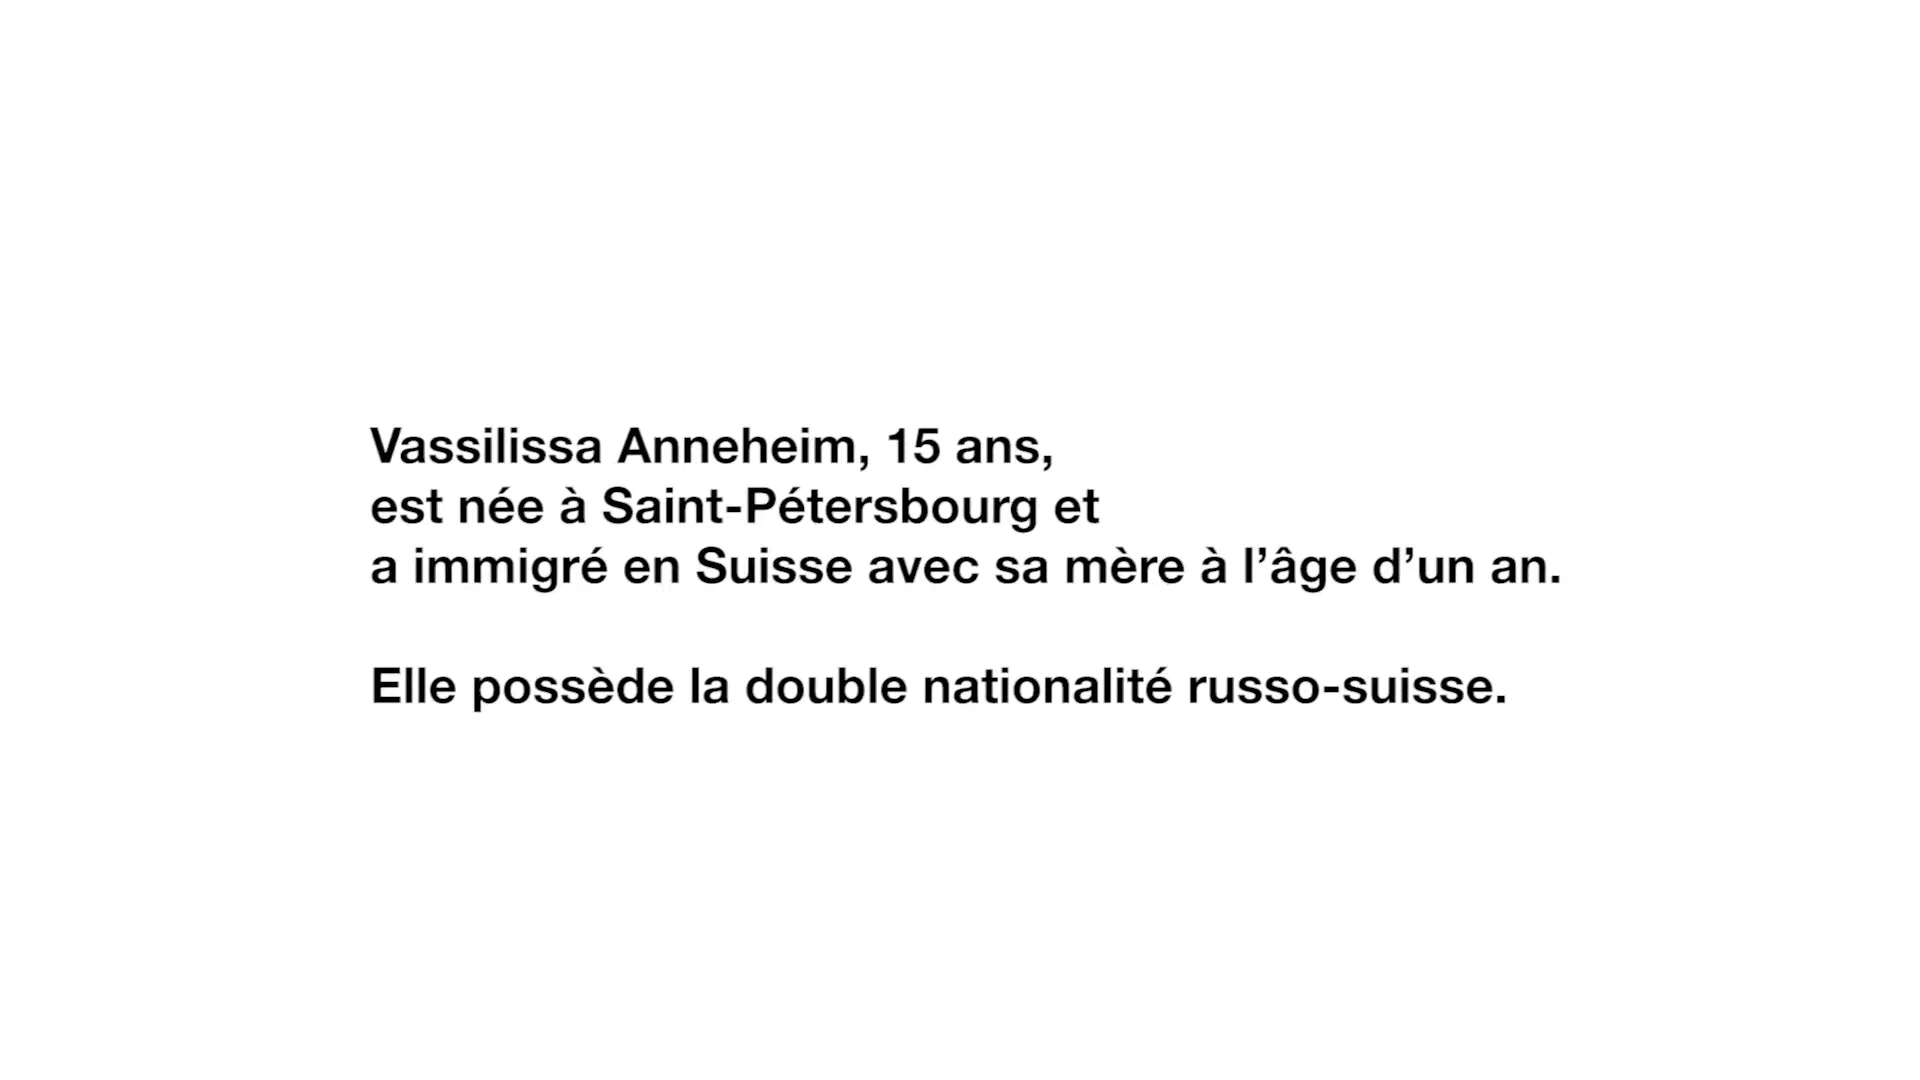 Vassilissa Anneheim, 15 ans,
est née à Saint-Pétersbourg et
a immigré en Suisse avec sa mère à l’âge d’un an.
Elle possède la double nationalité russo-suisse.